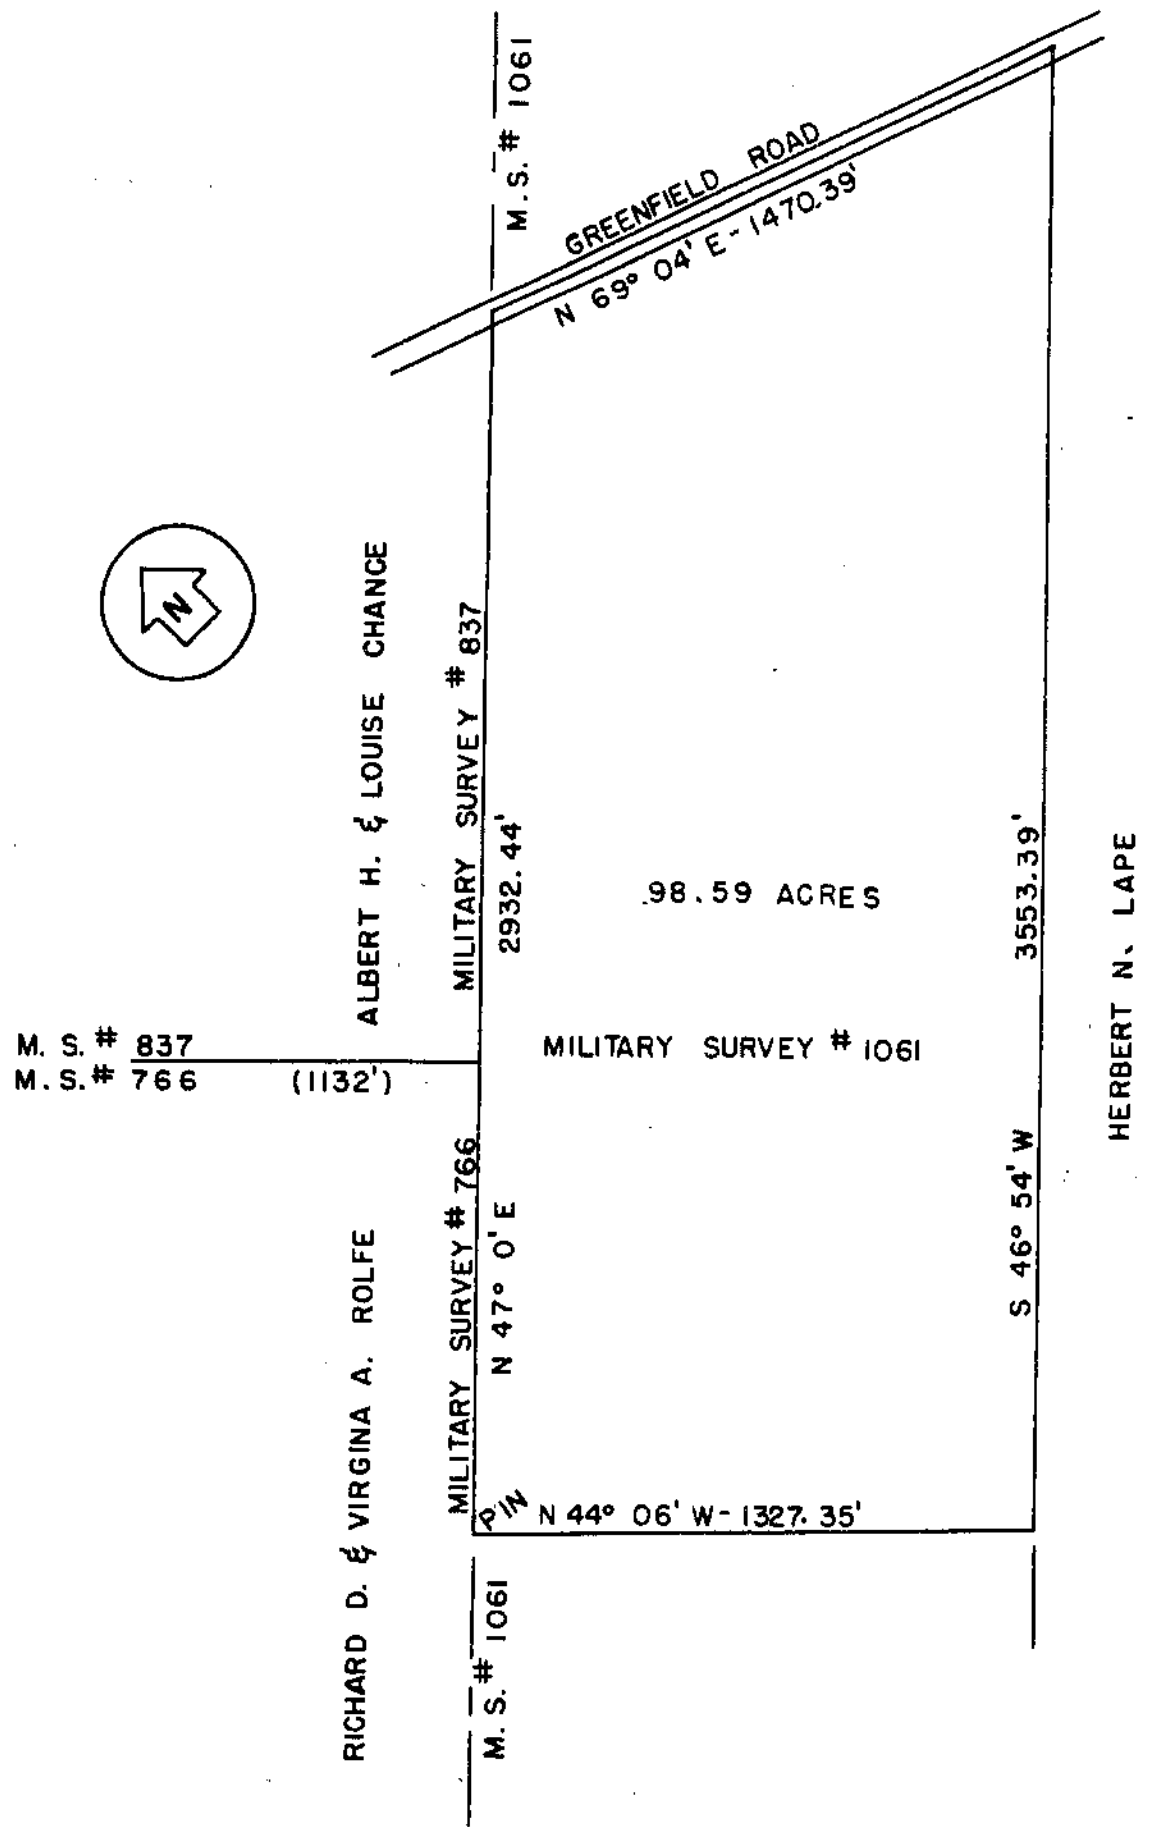 M.S.# 1061
GREENFIELD ROAD
N 69° 04' E - 1470.39'
N
ALBERT H. & LOUISE CHANCE
MILITARY SURVEY # 837
2932.44'
98.59 ACRES
3553.39'
HERBERT N. LAPE
M. S. # 837
M. S. # 766 (1132')
MILITARY SURVEY # 1061
MILITARY SURVEY # 766
N 47° 0' E
S 46° 54' W
RICHARD D. & VIRGINA A. ROLFE
PIN
N 44° 06' W - 1327.35'
M.S.# 1061